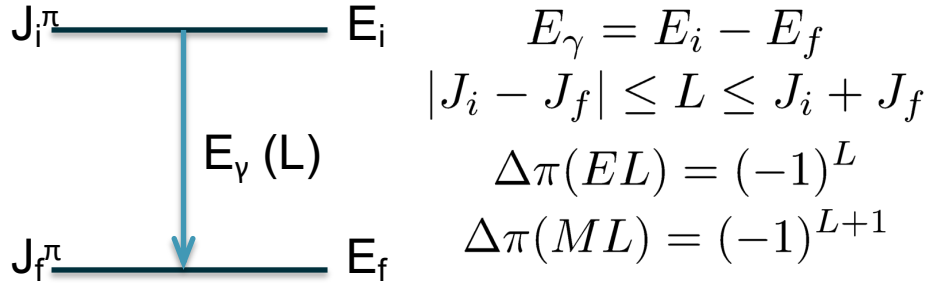 J_i^π E_i
E_γ (L)
J_f^π E_f
E_γ = E_i − E_f
|J_i − J_f| ≤ L ≤ J_i + J_f
Δπ(EL) = (−1)^L
Δπ(ML) = (−1)^{L+1}